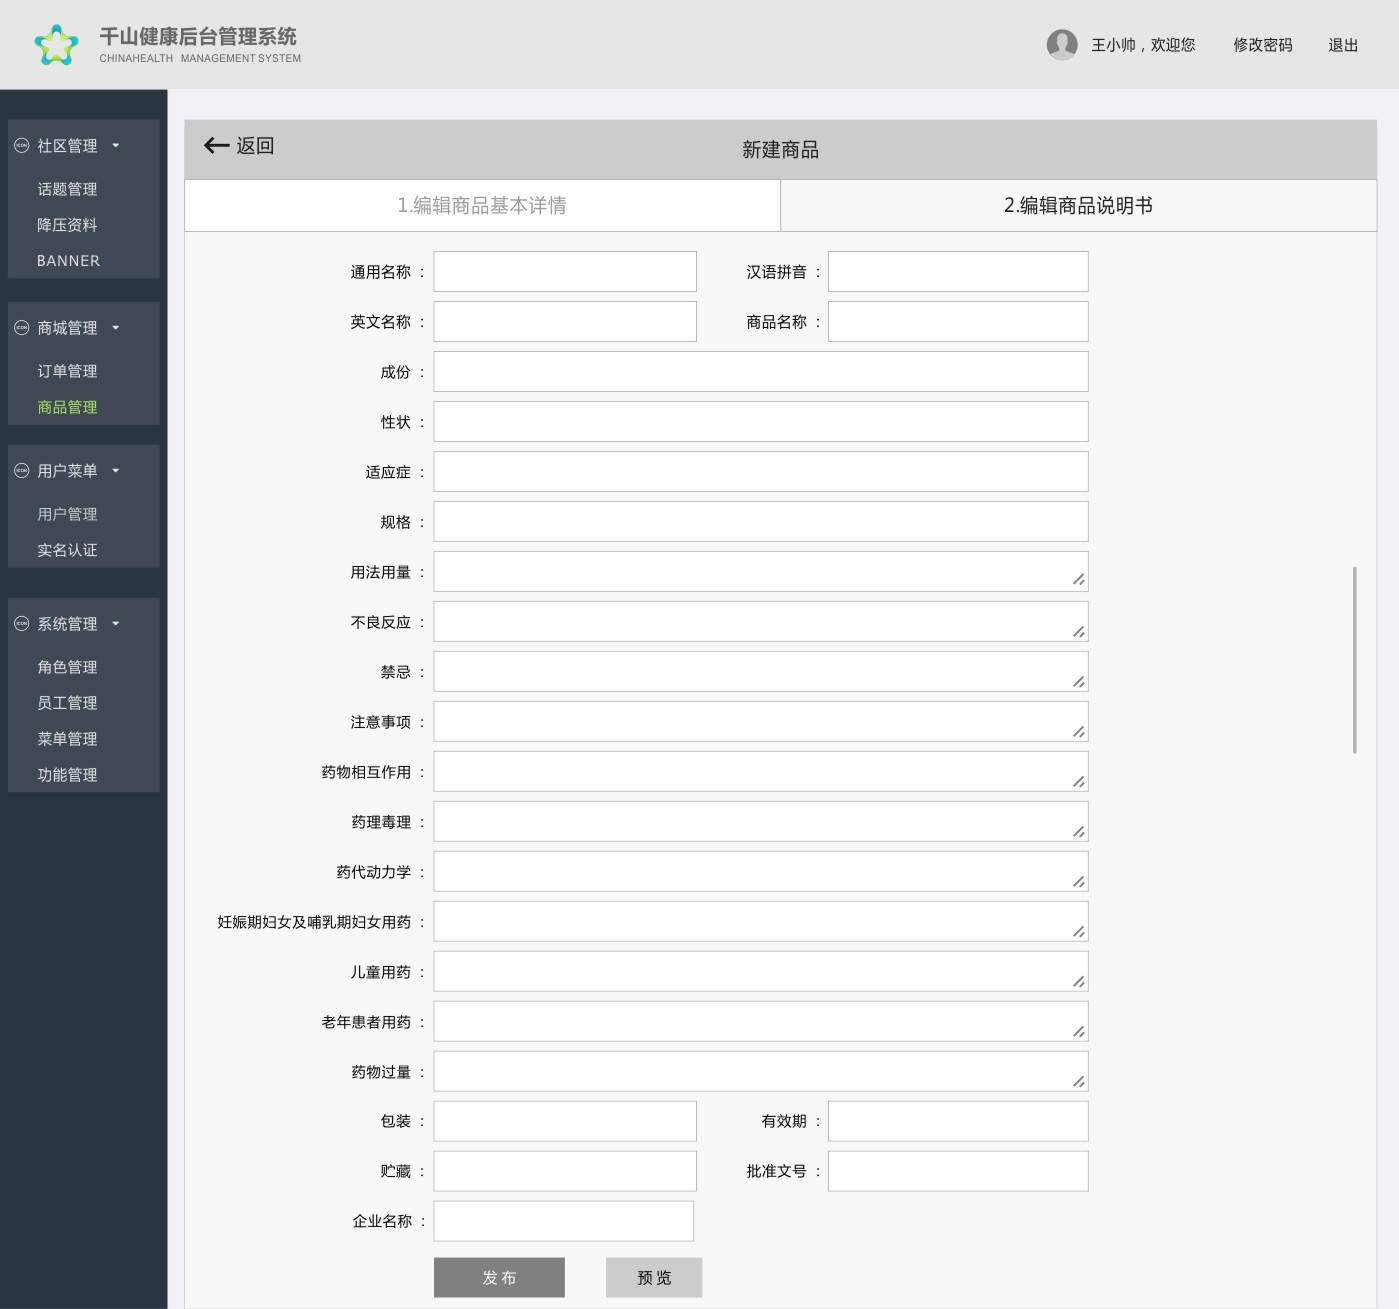 千山健康后台管理系统
CHINAHEALTH MANAGEMENT SYSTEM
王小帅，欢迎您 修改密码 退出
社区管理
话题管理
降压资料
BANNER
商城管理
订单管理
商品管理
用户菜单
用户管理
实名认证
系统管理
角色管理
员工管理
菜单管理
功能管理
返回
新建商品
1.编辑商品基本详情 2.编辑商品说明书
通用名称： 汉语拼音：
英文名称： 商品名称：
成份：
性状：
适应症：
规格：
用法用量：
不良反应：
禁忌：
注意事项：
药物相互作用：
药理毒理：
药代动力学：
妊娠期妇女及哺乳期妇女用药：
儿童用药：
老年患者用药：
药物过量：
包装： 有效期：
贮藏： 批准文号：
企业名称：
发布 预览